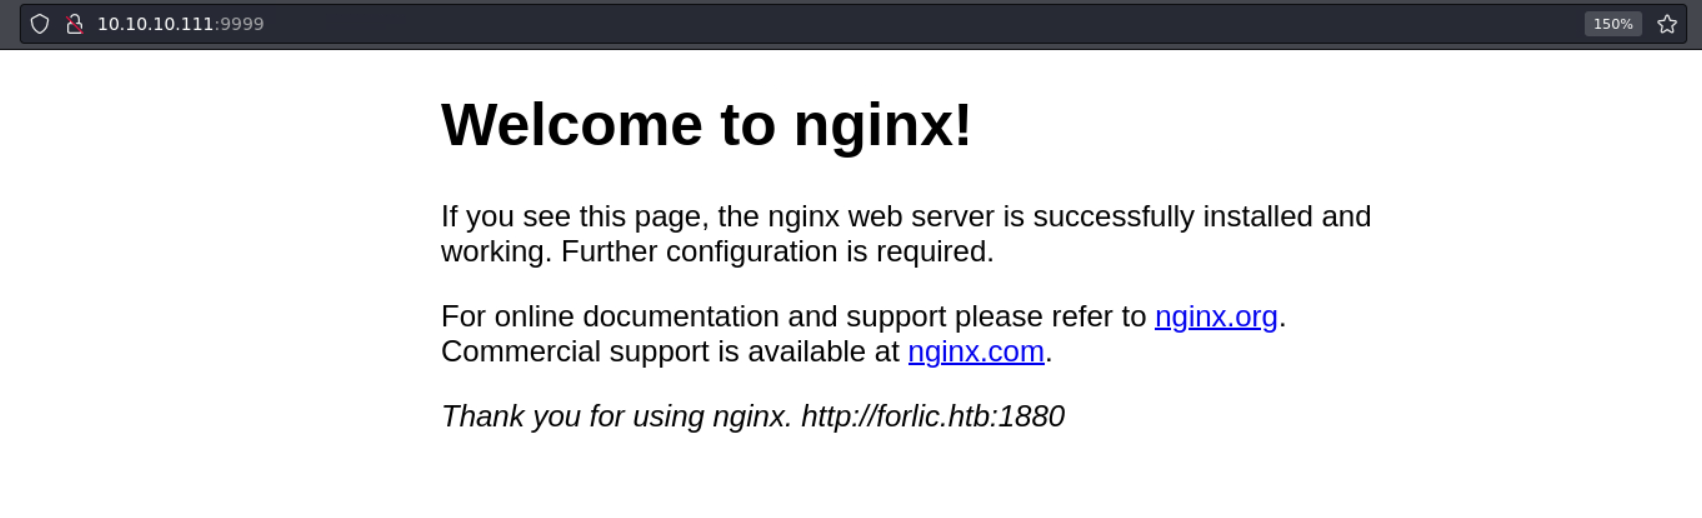 10.10.10.111:9999
150%
Welcome to nginx!
If you see this page, the nginx web server is successfully installed and
working. Further configuration is required.
For online documentation and support please refer to nginx.org.
Commercial support is available at nginx.com.
Thank you for using nginx. http://forlic.htb:1880